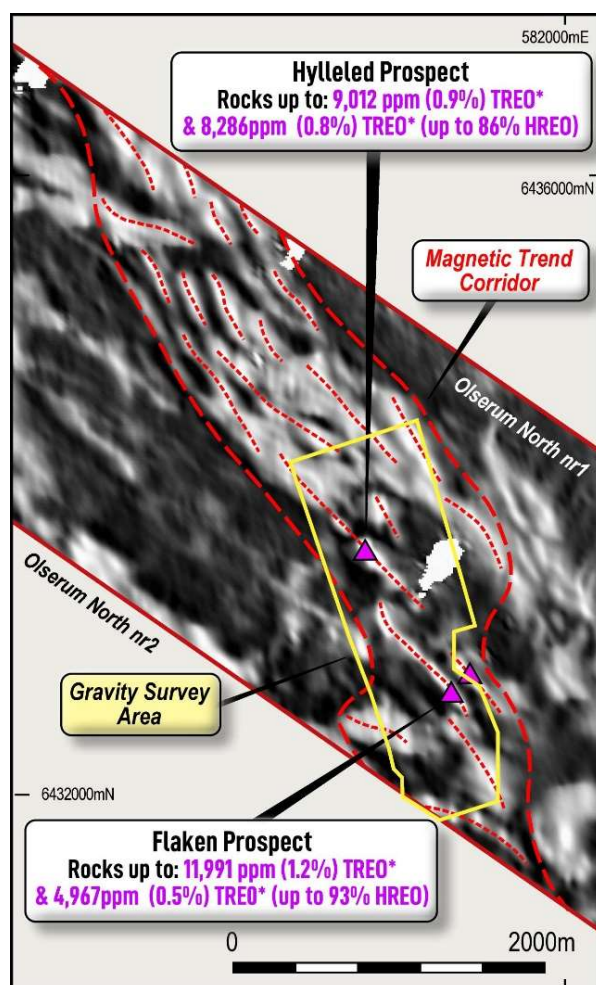 582000mE
Hylleled Prospect
Rocks up to: 9,012 ppm (0.9%) TREO*
& 8,286ppm (0.8%) TREO* (up to 86% HREO)
6436000mN
Magnetic Trend
Corridor
Olserum North nr1
Olserum North nr2
Gravity Survey
Area
6432000mN
Flaken Prospect
Rocks up to: 11,991 ppm (1.2%) TREO*
& 4,967ppm (0.5%) TREO* (up to 93% HREO)
0
2000m